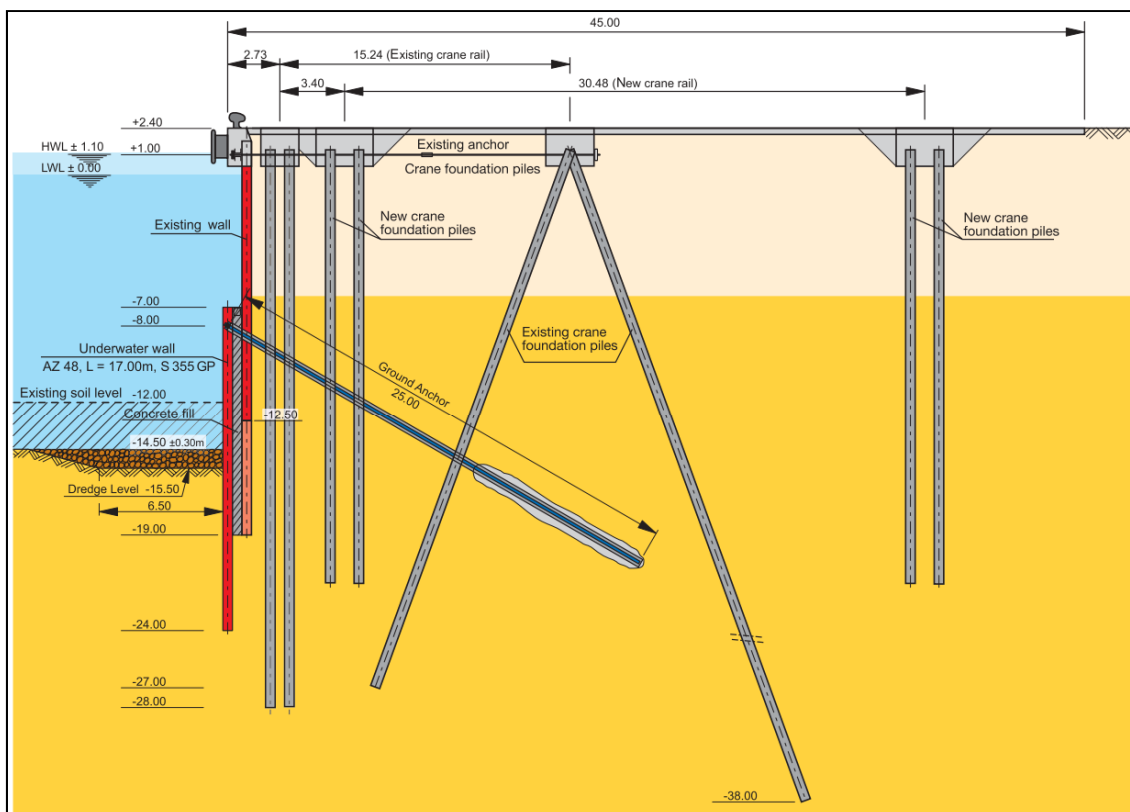 45.00
2.73
15.24 (Existing crane rail)
3.40
30.48 (New crane rail)
+2.40
HWL ± 1.10
+1.00
Existing anchor
LWL ± 0.00
Crane foundation piles
Existing wall
New crane
foundation piles
New crane
foundation piles
-7.00
-8.00
Existing crane
foundation piles
Underwater wall
AZ 48, L = 17.00m, S 355 GP
Ground Anchor
25.00
Existing soil level
-12.00
Concrete fill
-12.50
-14.50 ±0.30m
Dredge Level -15.50
6.50
-19.00
-24.00
-27.00
-28.00
-38.00